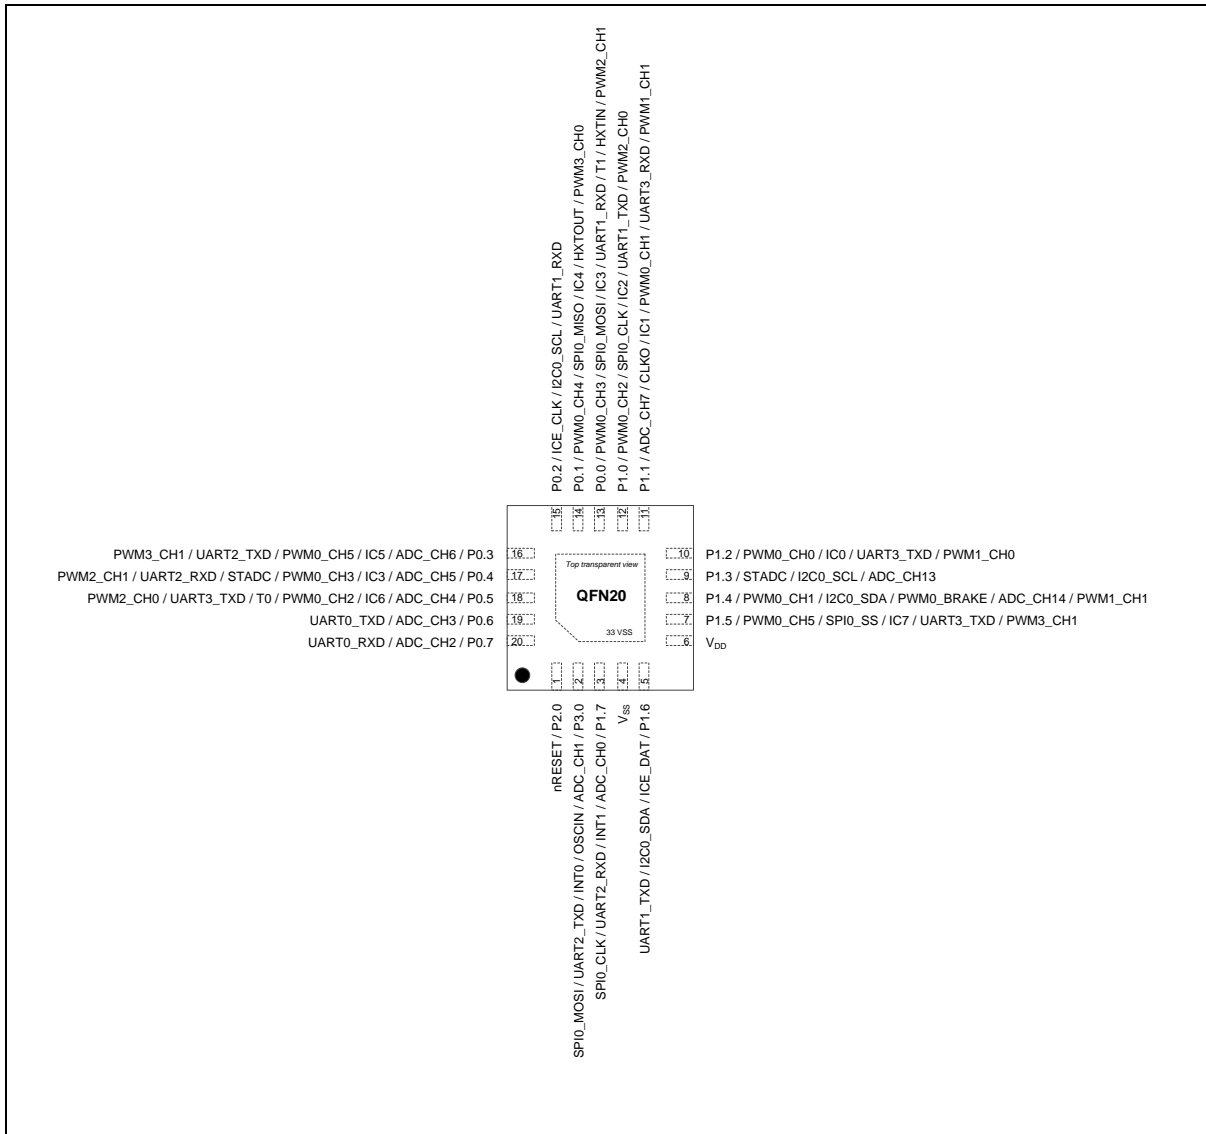 P0.2 / ICE_CLK / I2C0_SCL / UART1_RXD
P0.1 / PWM0_CH4 / SPI0_MISO / IC4 / HXTOUT / PWM3_CH0
P0.0 / PWM0_CH3 / SPI0_MOSI / IC3 / UART1_RXD / T1 / HXTIN / PWM2_CH1
P1.0 / PWM0_CH2 / SPI0_CLK / IC2 / UART1_TXD / PWM2_CH0
P1.1 / ADC_CH7 / CLKO / IC1 / PWM0_CH1 / UART3_RXD / PWM1_CH1
15
14
13
12
11
PWM3_CH1 / UART2_TXD / PWM0_CH5 / IC5 / ADC_CH6 / P0.3
16
PWM2_CH1 / UART2_RXD / STADC / PWM0_CH3 / IC3 / ADC_CH5 / P0.4
17
PWM2_CH0 / UART3_TXD / T0 / PWM0_CH2 / IC6 / ADC_CH4 / P0.5
18
UART0_TXD / ADC_CH3 / P0.6
19
UART0_RXD / ADC_CH2 / P0.7
20
Top transparent view
QFN20
33 VSS
10
P1.2 / PWM0_CH0 / IC0 / UART3_TXD / PWM1_CH0
9
P1.3 / STADC / I2C0_SCL / ADC_CH13
8
P1.4 / PWM0_CH1 / I2C0_SDA / PWM0_BRAKE / ADC_CH14 / PWM1_CH1
7
P1.5 / PWM0_CH5 / SPI0_SS / IC7 / UART3_TXD / PWM3_CH1
6
VDD
1
2
3
4
5
nRESET / P2.0
SPI0_MOSI / UART2_TXD / INT0 / OSCIN / ADC_CH1 / P3.0
SPI0_CLK / UART2_RXD / INT1 / ADC_CH0 / P1.7
VSS
UART1_TXD / I2C0_SDA / ICE_DAT / P1.6